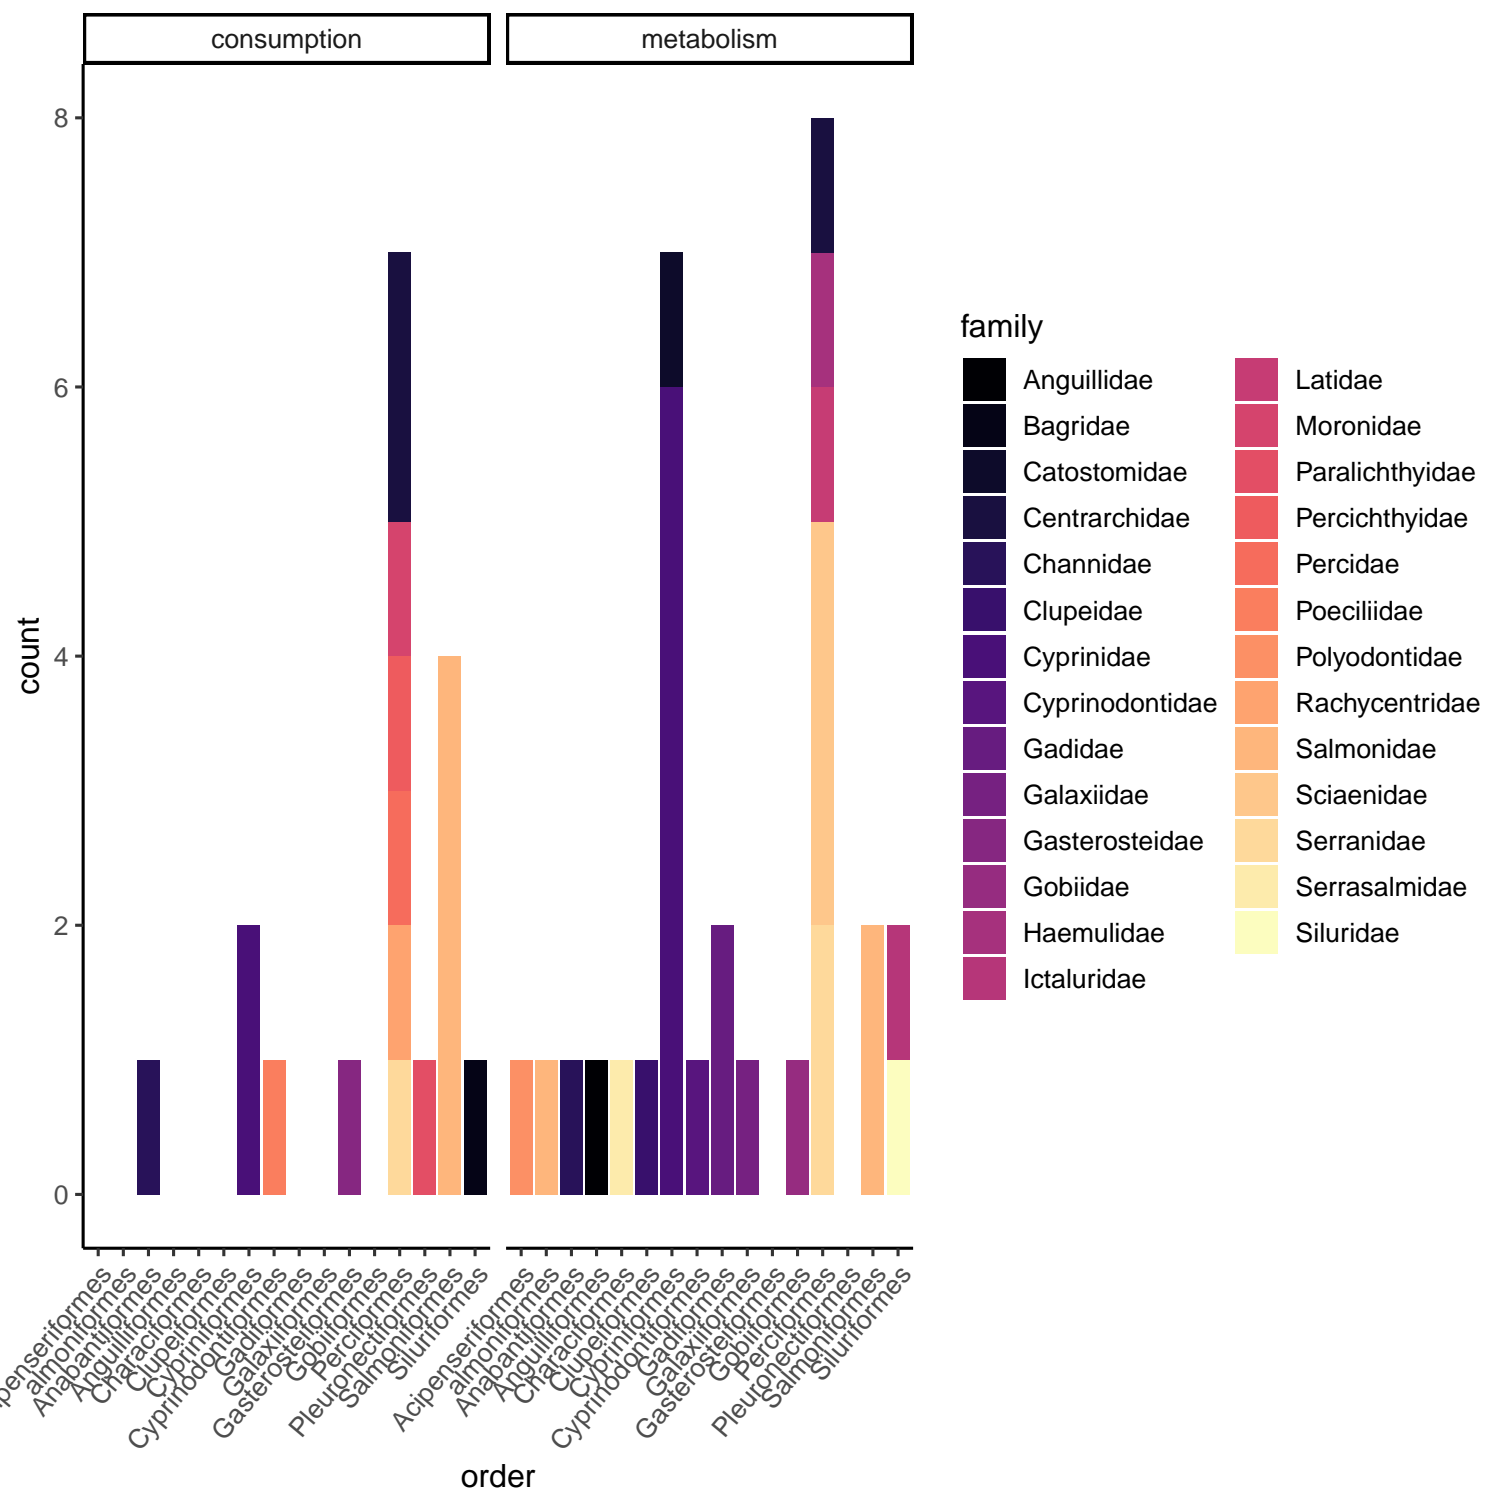 consumption
metabolism
8
6
4
2
0
count
almoniformes
Anabantiformes
Anguilliformes
Characiformes
Clupeiformes
Cypriniformes
Cyprinodontiformes
Gadiformes
Galaxiiformes
Gasterosteiformes
Gobiiformes
Perciformes
Pleuronectiformes
Salmoniformes
Siluriformes
Acipenseriformes
almoniformes
Anabantiformes
Anguilliformes
Characiformes
Clupeiformes
Cypriniformes
Cyprinodontiformes
Gadiformes
Galaxiiformes
Gasterosteiformes
Gobiiformes
Perciformes
Pleuronectiformes
Salmoniformes
Siluriformes
order
family
Anguillidae
Bagridae
Catostomidae
Centrarchidae
Channidae
Clupeidae
Cyprinidae
Cyprinodontidae
Gadidae
Galaxiidae
Gasterosteidae
Gobiidae
Haemulidae
Ictaluridae
Latidae
Moronidae
Paralichthyidae
Percichthyidae
Percidae
Poeciliidae
Polyodontidae
Rachycentridae
Salmonidae
Sciaenidae
Serranidae
Serrasalmidae
Siluridae